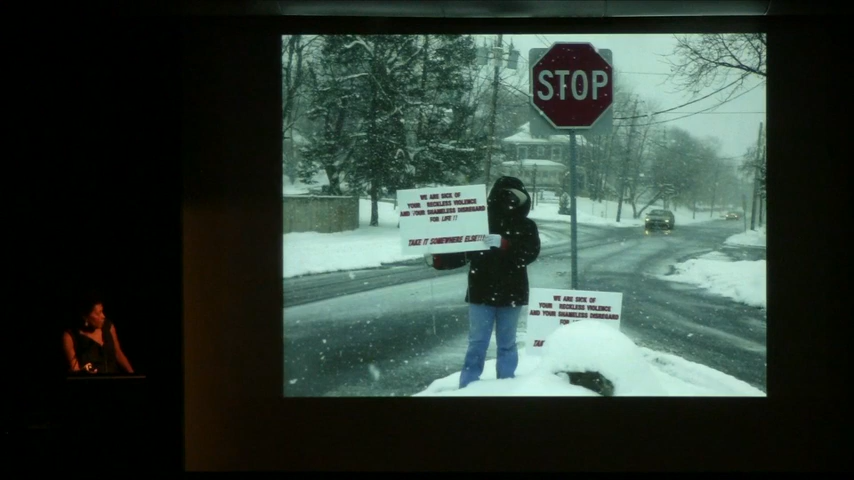 STOP
WE ARE SICK OF
YOUR RECKLESS VIOLENCE
AND YOUR SHAMELESS DISREGARD
FOR LIFE !!
TAKE IT SOMEWHERE ELSE!!!
WE ARE SICK OF
YOUR RECKLESS VIOLENCE
AND YOUR SHAMELESS DISREGARD
FOR